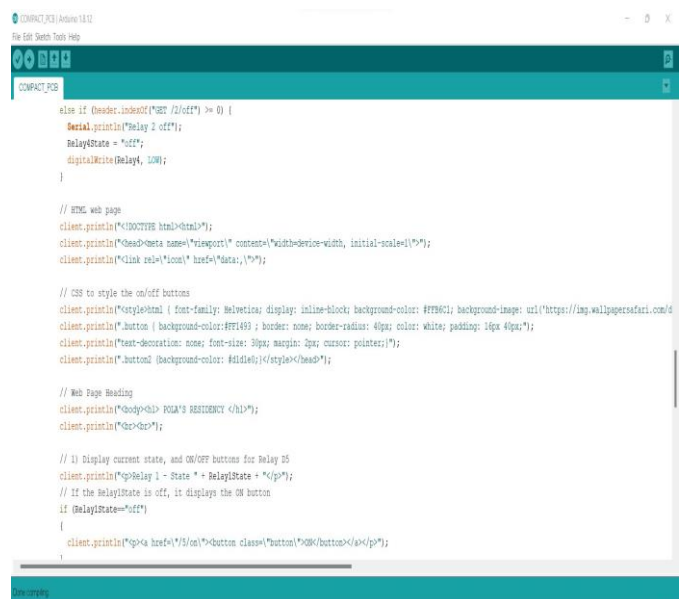 COMPACT_PCB | Arduino 1.8.12
File Edit Sketch Tools Help
COMPACT_PCB
else if (header.indexOf("GET /2/off") >= 0) {
Serial.println("Relay 2 off");
Relay4State = "off";
digitalWrite(Relay4, LOW);
}
// HTML web page
client.println("<!DOCTYPE html><html>");
client.println("<head><meta name=\"viewport\" content=\"width=device-width, initial-scale=1\">");
client.println("<link rel=\"icon\" href=\"data:,\">");
// CSS to style the on/off buttons
client.println("<style>html { font-family: Helvetica; display: inline-block; background-color: #FFB6C1; background-image: url('https://img.wallpapersafari.com/d
client.println(".button { background-color:#FF1493 ; border: none; border-radius: 40px; color: white; padding: 16px 40px;");
client.println("text-decoration: none; font-size: 30px; margin: 2px; cursor: pointer;}");
client.println(".button2 {background-color: #d1d1e0;}</style></head>");
// Web Page Heading
client.println("<body><h1> POLA'S RESIDENCY </h1>");
client.println("<br><br>");
// 1) Display current state, and ON/OFF buttons for Relay D5
client.println("<p>Relay 1 - State " + Relay1State + "</p>");
// If the Relay1State is off, it displays the ON button
if (Relay1State=="off")
{
client.println("<p><a href=\"/5/on\"><button class=\"button\">ON</button></a></p>");
}
Done compiling.